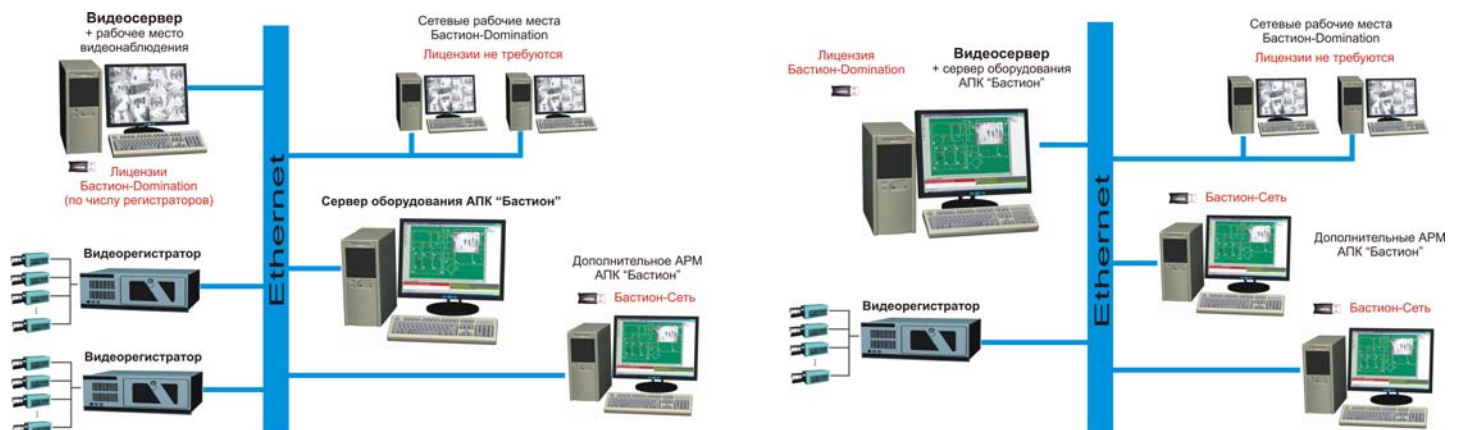 Видеосервер
+ рабочее место
видеонаблюдения
Лицензии
Бастион-Domination
(по числу регистраторов)
Видеорегистратор
Видеорегистратор
Ethernet
Сетевые рабочие места
Бастион-Domination
Лицензии не требуются
Сервер оборудования АПК “Бастион”
Дополнительное АРМ
АПК “Бастион”
Бастион-Сеть
Лицензия
Бастион-Domination
Видеосервер
+ сервер оборудования
АПК “Бастион”
Видеорегистратор
Ethernet
Сетевые рабочие места
Бастион-Domination
Лицензии не требуются
Бастион-Сеть
Дополнительные АРМ
АПК “Бастион”
Бастион-Сеть